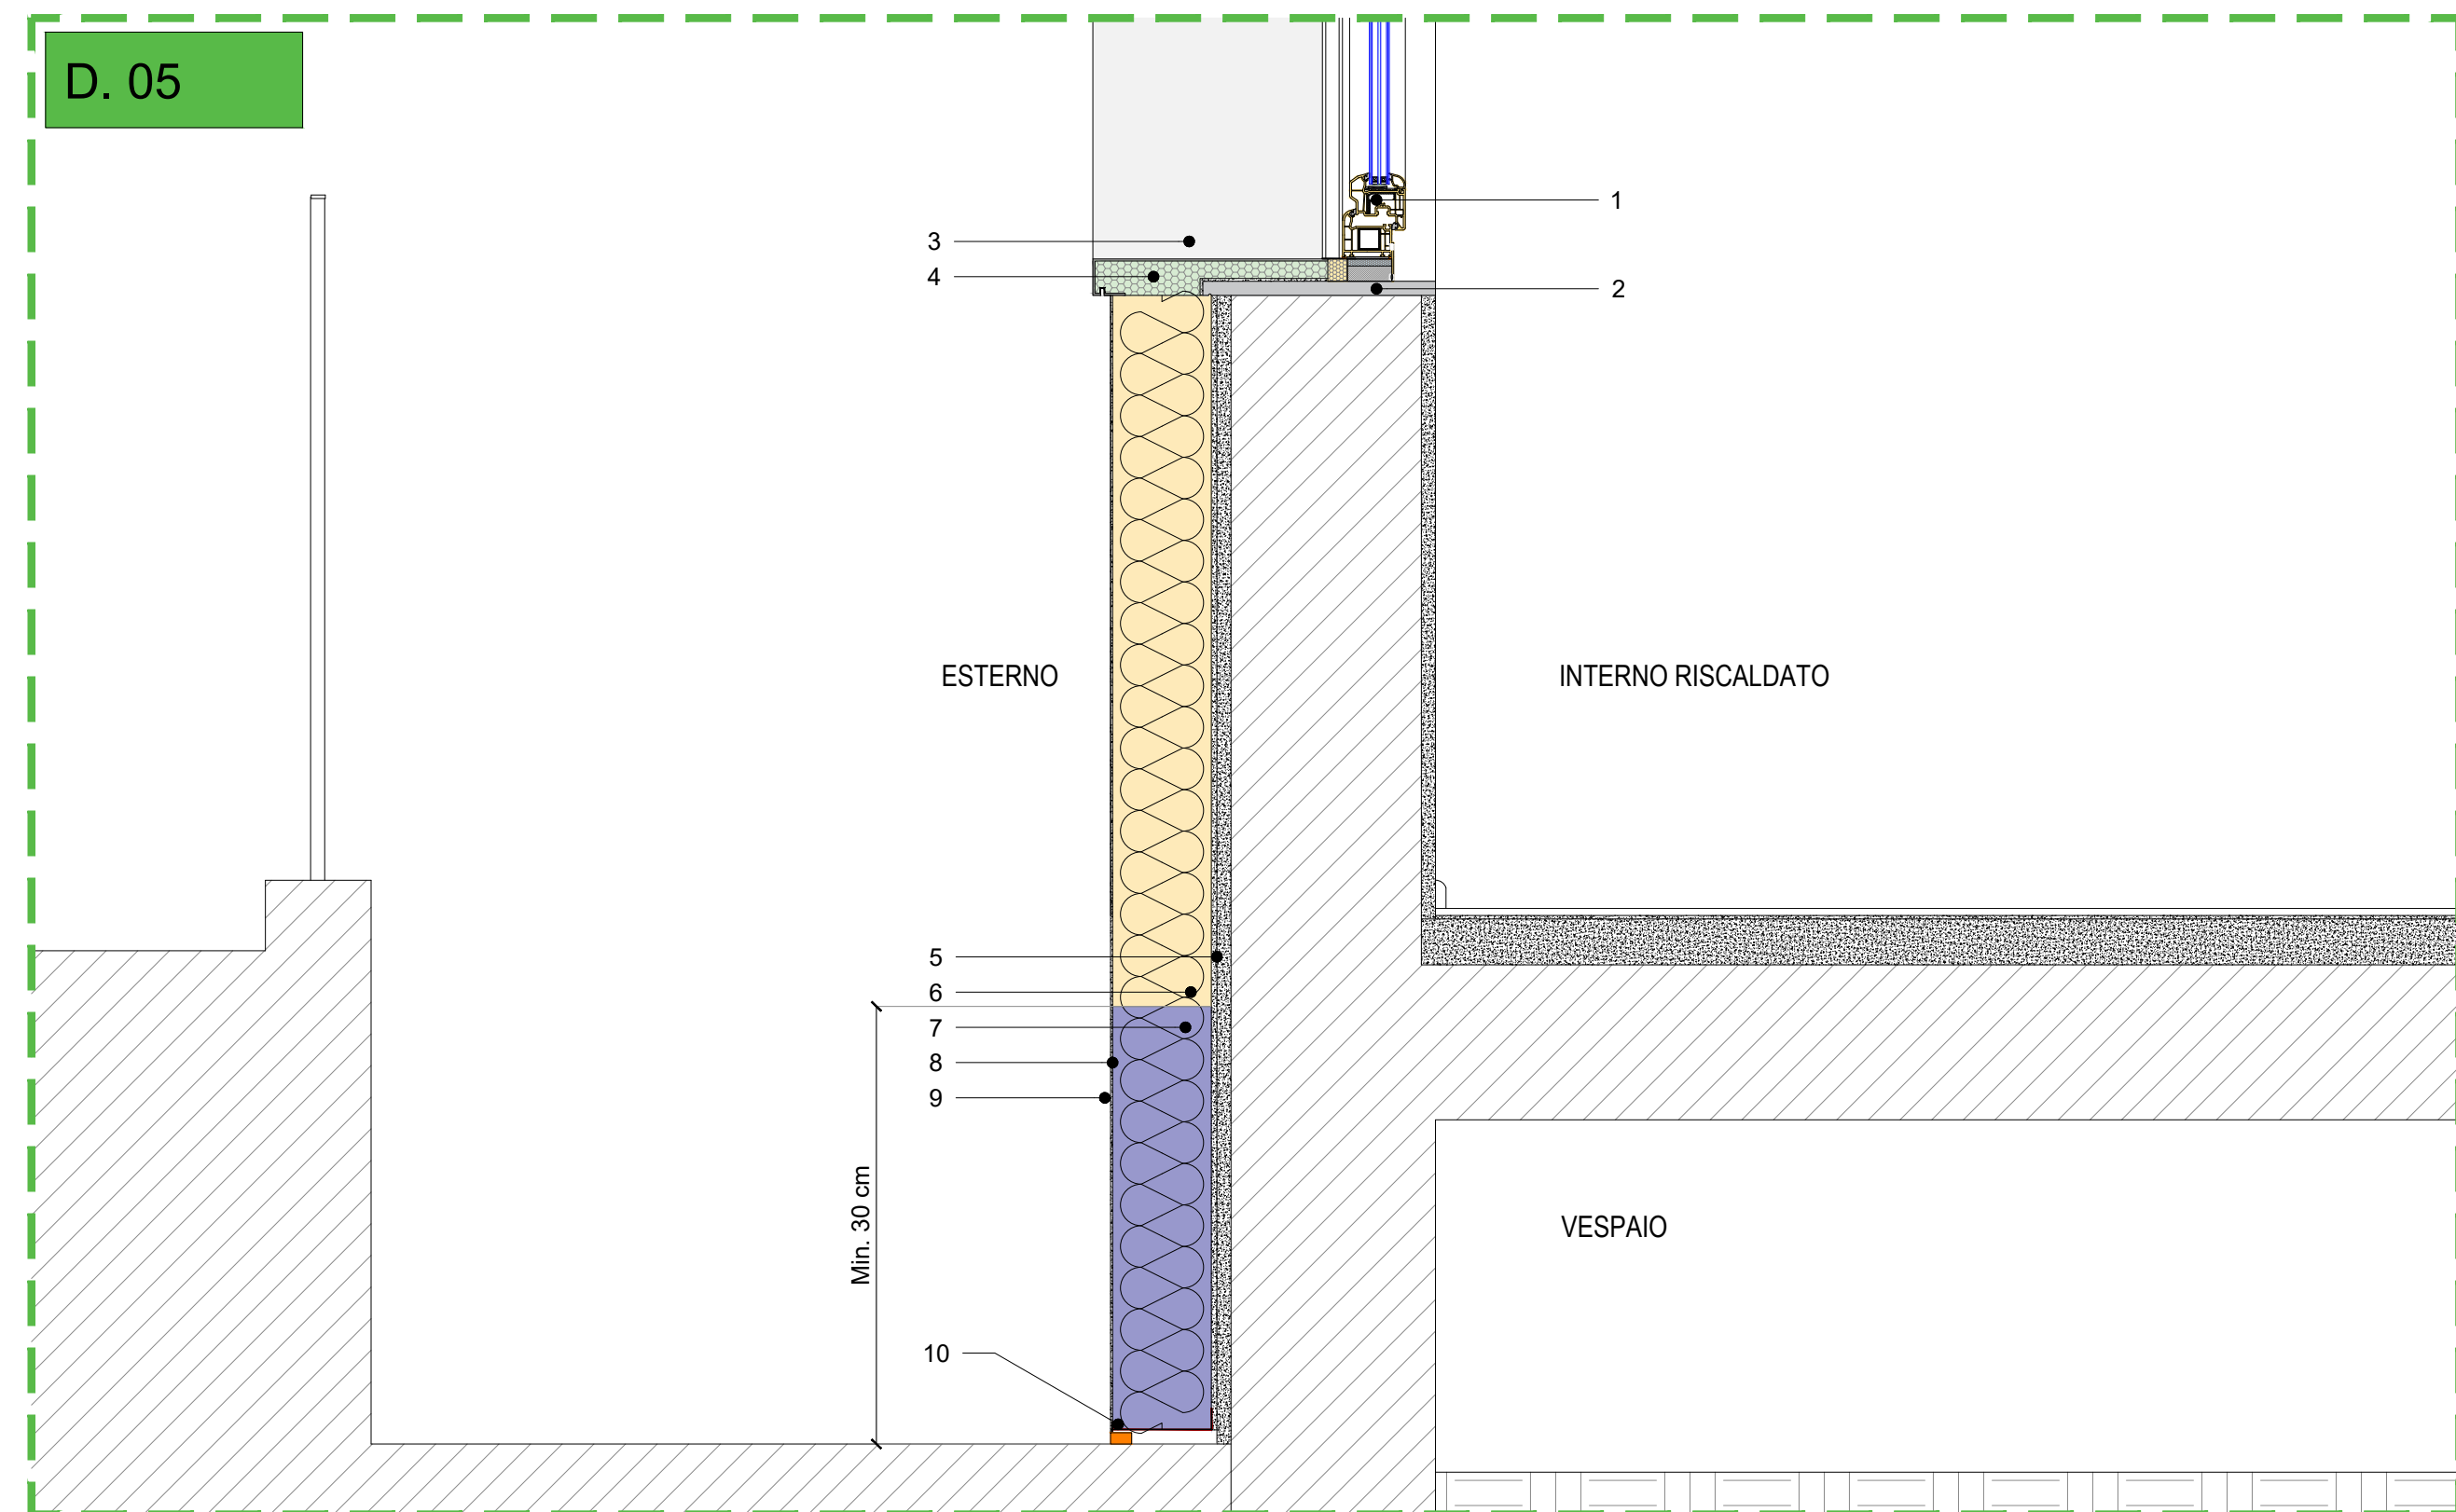 D. 05
1
3
4
2
ESTERNO
INTERNO RISCALDATO
5
6
7
8
9
Min. 30 cm
VESPAIO
10